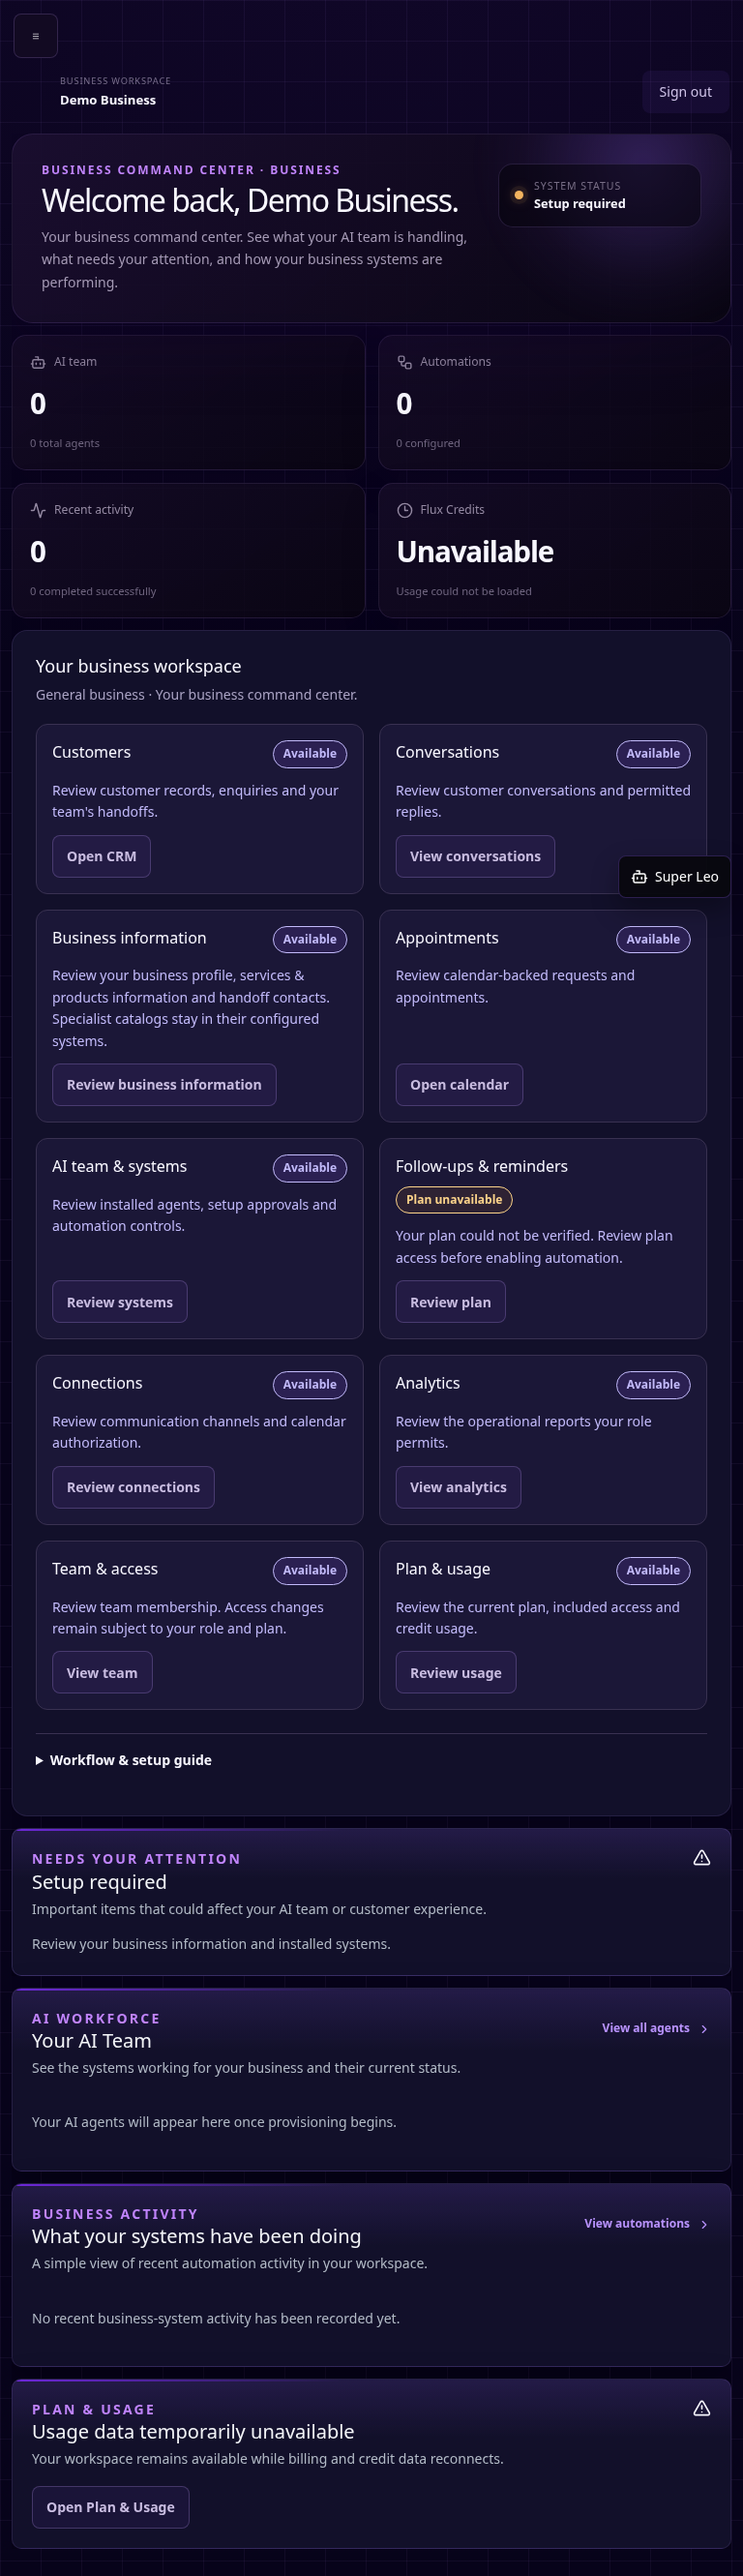 ≡
BUSINESS WORKSPACE
Demo Business
Sign out
BUSINESS COMMAND CENTER · BUSINESS
Welcome back, Demo Business.
Your business command center. See what your AI team is handling,
what needs your attention, and how your business systems are
performing.
SYSTEM STATUS
Setup required
AI team
0
0 total agents
Automations
0
0 configured
Recent activity
0
0 completed successfully
Flux Credits
Unavailable
Usage could not be loaded
Your business workspace
General business · Your business command center.
Customers
Available
Review customer records, enquiries and your
team's handoffs.
Open CRM
Conversations
Available
Review customer conversations and permitted
replies.
View conversations
Super Leo
Business information
Available
Review your business profile, services &
products information and handoff contacts.
Specialist catalogs stay in their configured
systems.
Review business information
Appointments
Available
Review calendar-backed requests and
appointments.
Open calendar
AI team & systems
Available
Review installed agents, setup approvals and
automation controls.
Review systems
Follow-ups & reminders
Plan unavailable
Your plan could not be verified. Review plan
access before enabling automation.
Review plan
Connections
Available
Review communication channels and calendar
authorization.
Review connections
Analytics
Available
Review the operational reports your role
permits.
View analytics
Team & access
Available
Review team membership. Access changes
remain subject to your role and plan.
View team
Plan & usage
Available
Review the current plan, included access and
credit usage.
Review usage
Workflow & setup guide
NEEDS YOUR ATTENTION
Setup required
Important items that could affect your AI team or customer experience.
Review your business information and installed systems.
AI WORKFORCE
Your AI Team
View all agents
See the systems working for your business and their current status.
Your AI agents will appear here once provisioning begins.
BUSINESS ACTIVITY
What your systems have been doing
View automations
A simple view of recent automation activity in your workspace.
No recent business-system activity has been recorded yet.
PLAN & USAGE
Usage data temporarily unavailable
Your workspace remains available while billing and credit data reconnects.
Open Plan & Usage